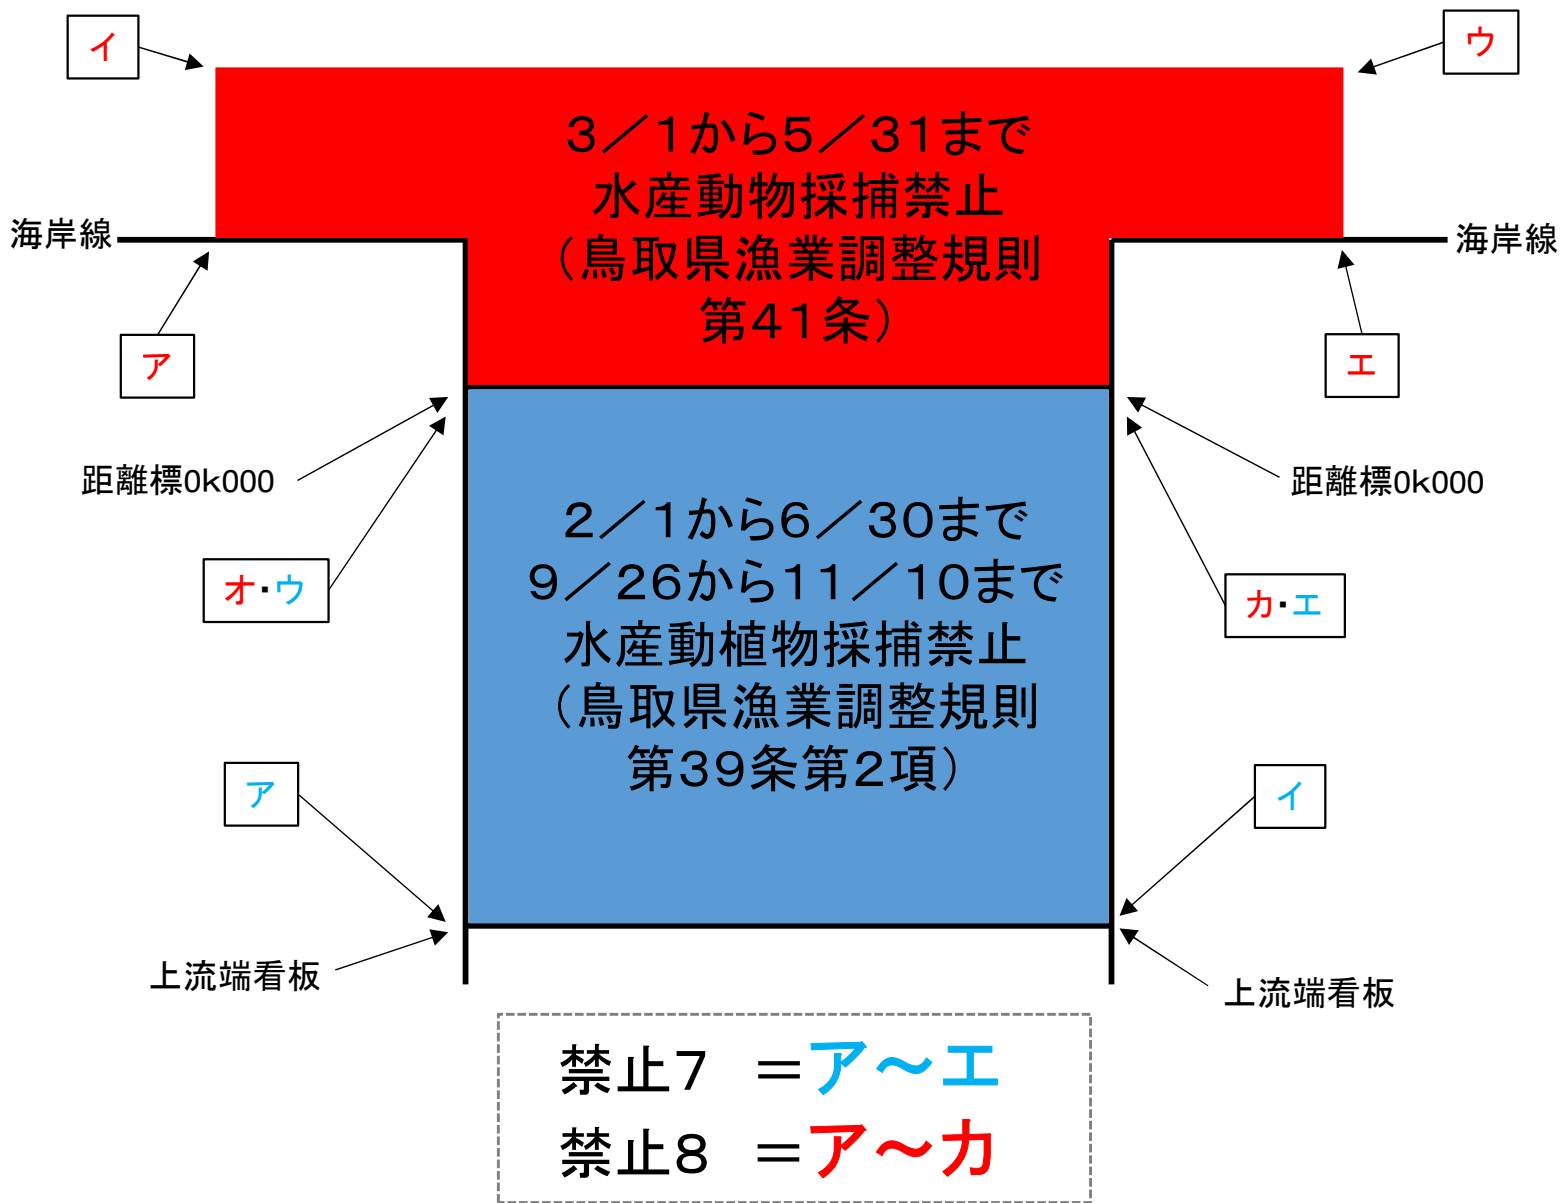 イ
ウ
3／1から5／31まで
水産動物採捕禁止
（鳥取県漁業調整規則
第41条）
海岸線
海岸線
ア
エ
距離標0k000
距離標0k000
2／1から6／30まで
9／26から11／10まで
水産動植物採捕禁止
（鳥取県漁業調整規則
第39条第2項）
オ・ウ
カ・エ
ア
イ
上流端看板
上流端看板
禁止7　＝ア～エ
禁止8　＝ア～カ